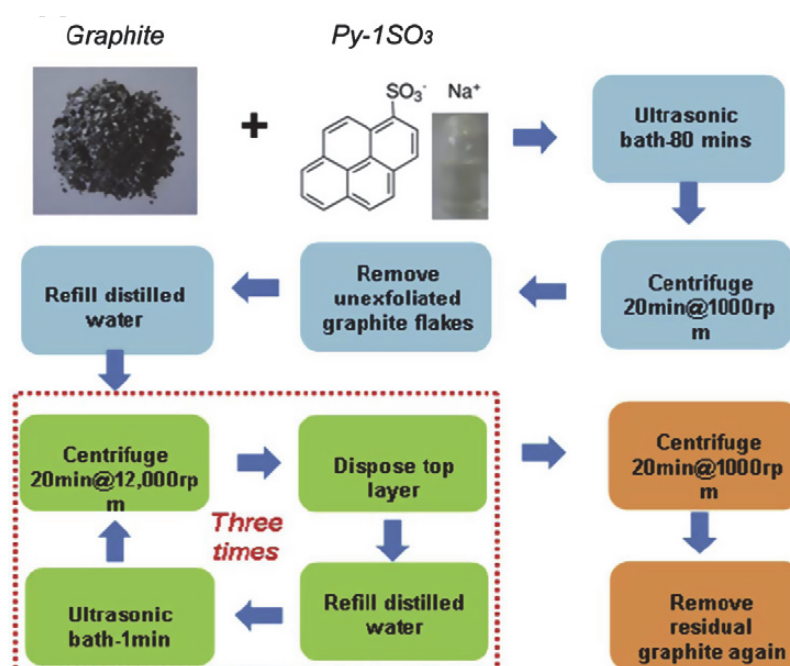 Graphite
Py-1SO₃
SO₃⁻ Na⁺
Ultrasonic
bath-80 mins
Centrifuge
20min@1000rp
m
Remove
unexfoliated
graphite flakes
Refill distilled
water
Centrifuge
20min@12,000rp
m
Dispose top
layer
Refill distilled
water
Ultrasonic
bath-1min
Three
times
Centrifuge
20min@1000rp
m
Remove
residual
graphite again